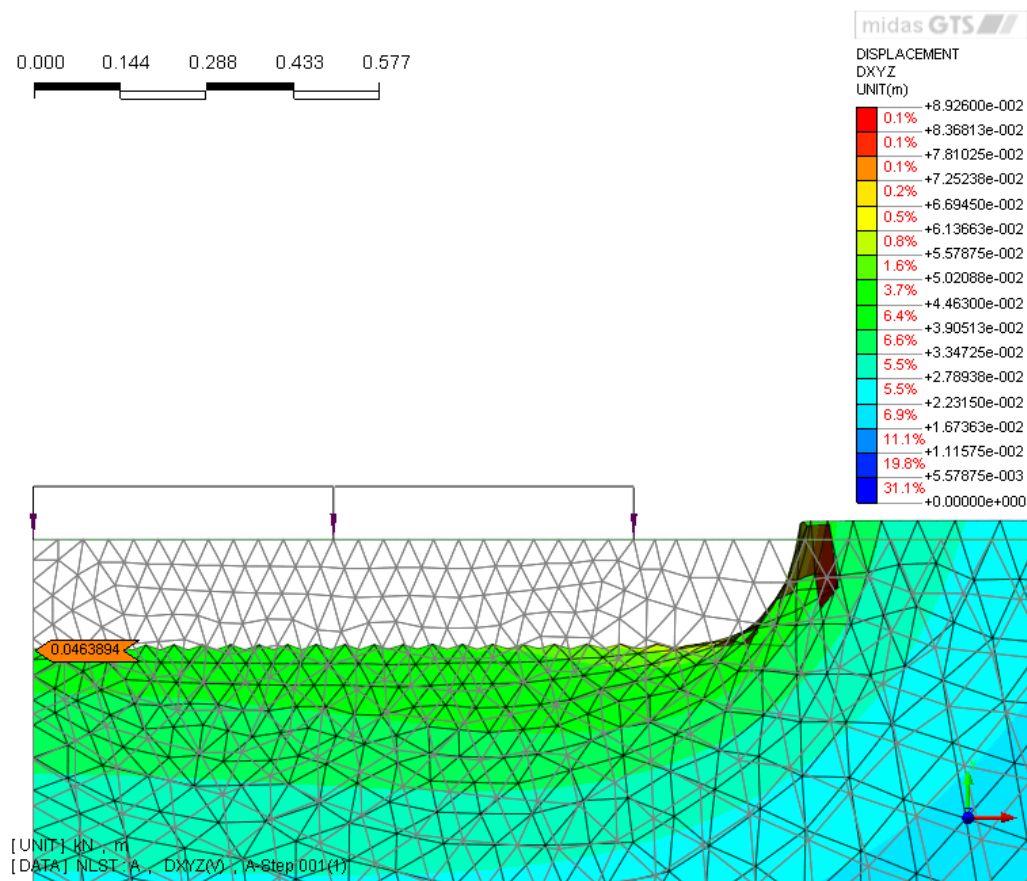 midas GTS
0.000 0.144 0.288 0.433 0.577
DISPLACEMENT
DXYZ
UNIT(m)
+8.92600e-002
0.1%
+8.36813e-002
0.1%
+7.81025e-002
0.1%
+7.25238e-002
0.2%
+6.69450e-002
0.5%
+6.13663e-002
0.8%
+5.57875e-002
1.6%
+5.02088e-002
3.7%
+4.46300e-002
6.4%
+3.90513e-002
6.6%
+3.34725e-002
5.5%
+2.78938e-002
5.5%
+2.23150e-002
6.9%
+1.67363e-002
11.1%
+1.11575e-002
19.8%
+5.57875e-003
31.1%
+0.00000e+000
0.0463894
[UNIT] kN , m
[DATA] NLST : A , DXYZ(V) , A-Step 001(1)